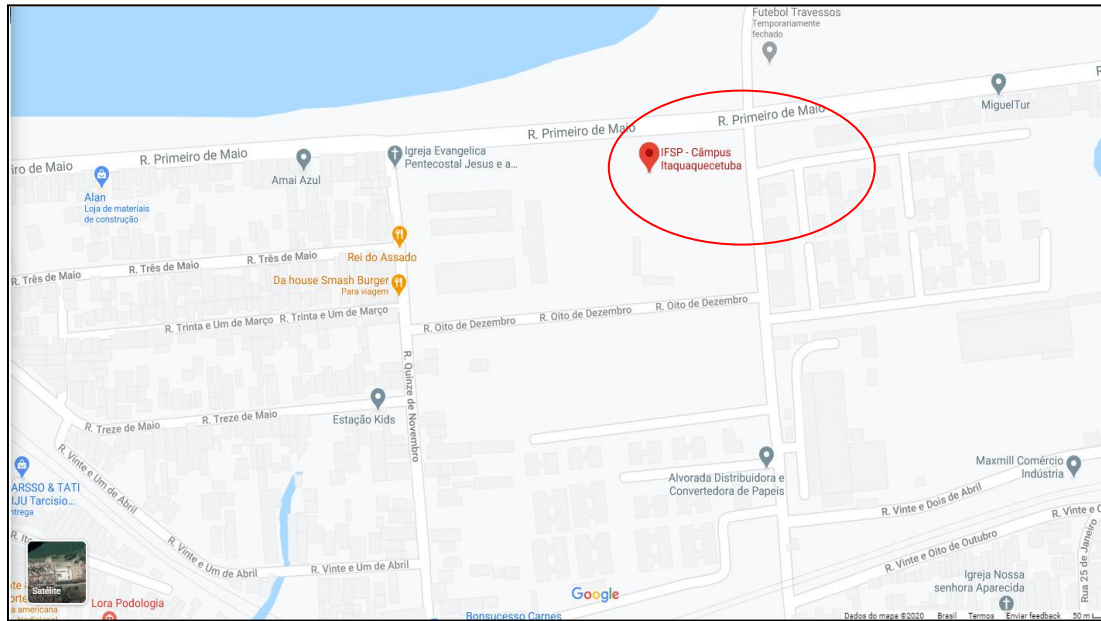 Futebol Travessos
Temporariamente
fechado
MiguelTur
R. Primeiro de Maio
R. Primeiro de Maio
R. Primeiro de Maio
iro de Maio
IFSP - Câmpus
Itaquaquecetuba
Igreja Evangelica
Pentecostal Jesus e a...
Amai Azul
Alan
Loja de materiais
de construção
Rei do Assado
R. Três de Maio
R. Três de Maio
R. Três de Maio
Da house Smash Burger
Para viagem
R. Trinta e Um de Março
R. Trinta e Um de Março
R. Oito de Dezembro
R. Oito de Dezembro
R. Oito de Dezembro
R. Quinze de Novembro
Estação Kids
R. Treze de Maio
R. Treze de Maio
R. Vinte e Um de Abril
ARSSO & TATI
IJU Tarcisio...
ntrega
Alvorada Distribuidora e
Convertedora de Papeis
Maxmill Comércio
Indústria
R. Vinte e Dois de Abril
R. Vinte e O
R. Vinte e Oito de Outubro
Rua 25 de Janeiro
R. Vinte e Um de Abril
R. Vinte e Um de Abril
Igreja Nossa
senhora Aparecida
Satélite
a americana
Lora Podologia
Bonsucesso Carnes
Google
Dados do mapa ©2020 Brasil Termos Enviar feedback 50 m